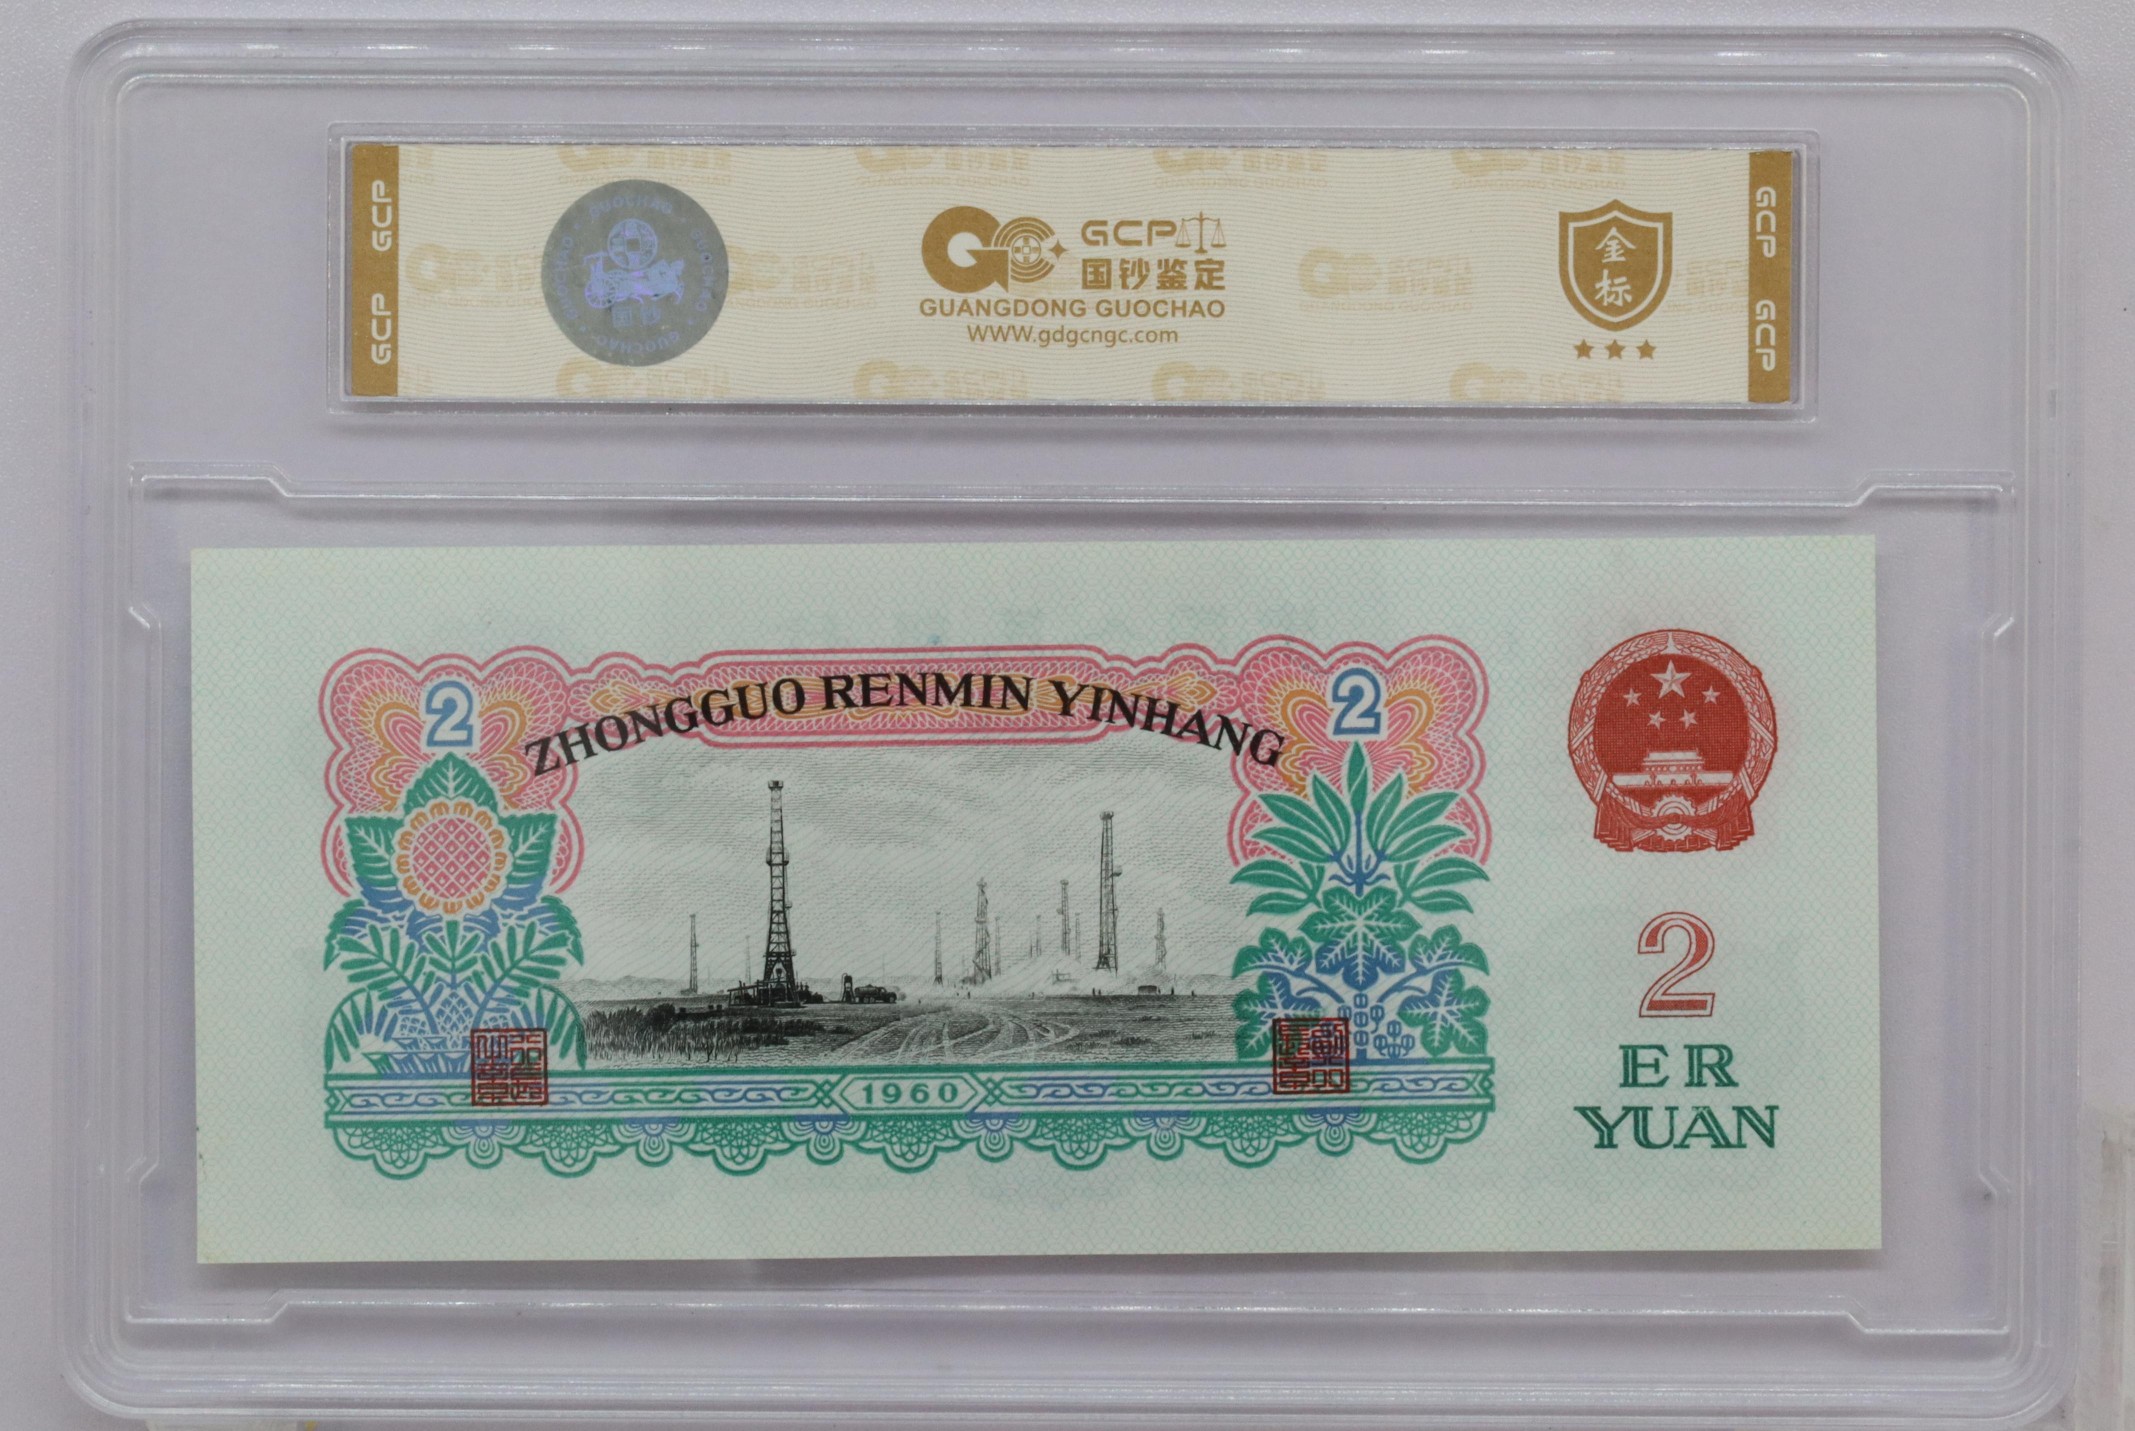 GCP GCP
GUOCHAO
GCP
国钞鉴定
GUANGDONG GUOCHAO
WWW.gdgcngc.com
金
标
GCP GCP
2
ZHONGGUO RENMIN YINHANG
2
1960
2
ER
YUAN